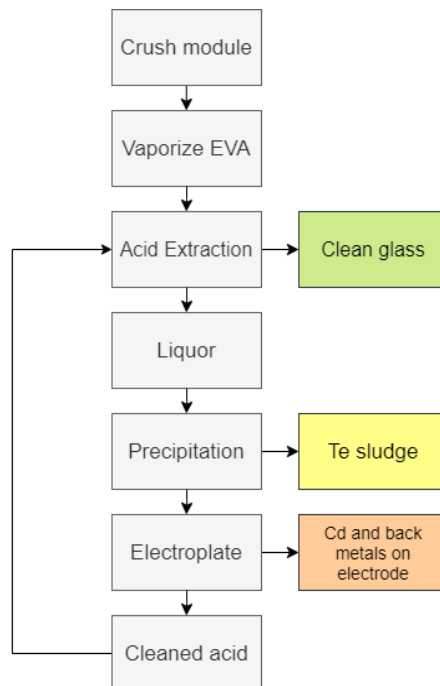 Crush module
Vaporize EVA
Acid Extraction
Clean glass
Liquor
Precipitation
Te sludge
Electroplate
Cd and back
metals on
electrode
Cleaned acid